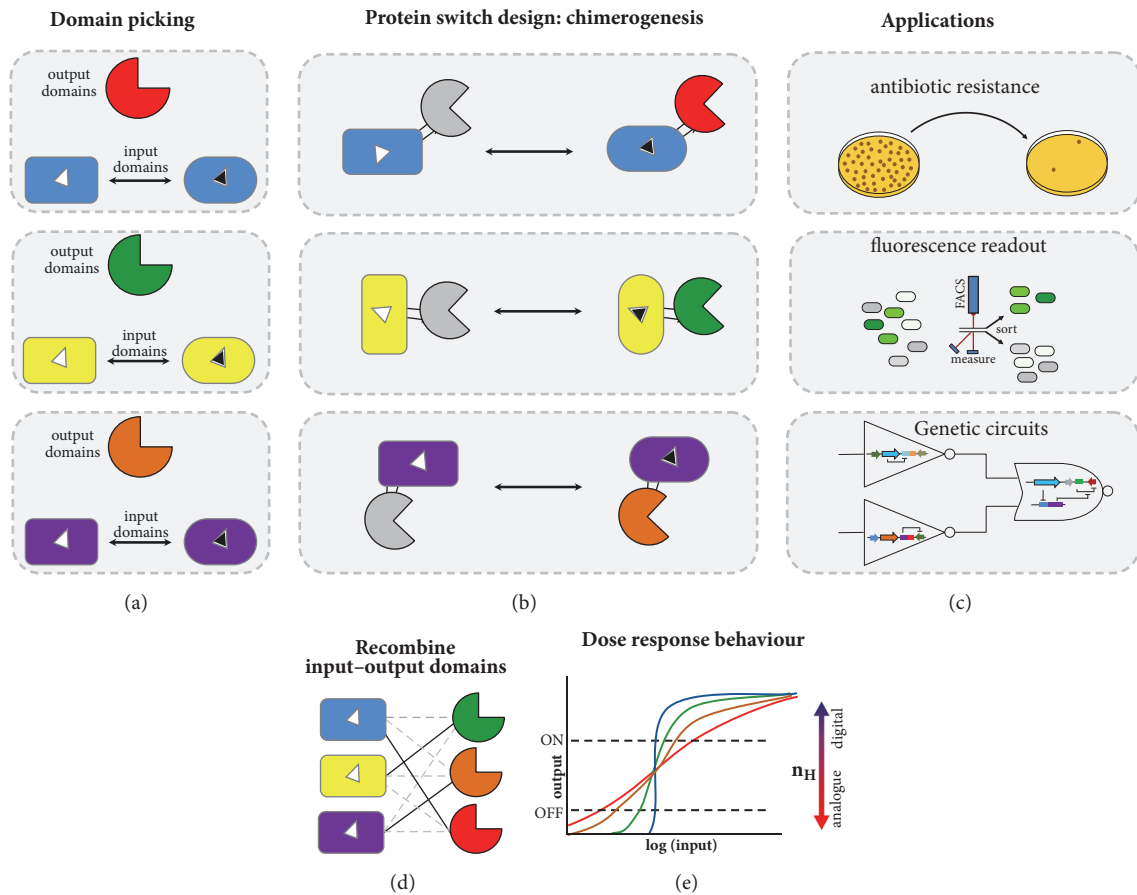 Domain picking
Protein switch design: chimerogenesis
Applications
output
domains
input
domains
antibiotic resistance
output
domains
input
domains
fluorescence readout
FACS
sort
measure
output
domains
input
domains
Genetic circuits
(a)
(b)
(c)
Recombine
input–output domains
Dose response behaviour
ON
OFF
output
log (input)
nH
digital
analogue
(d)
(e)